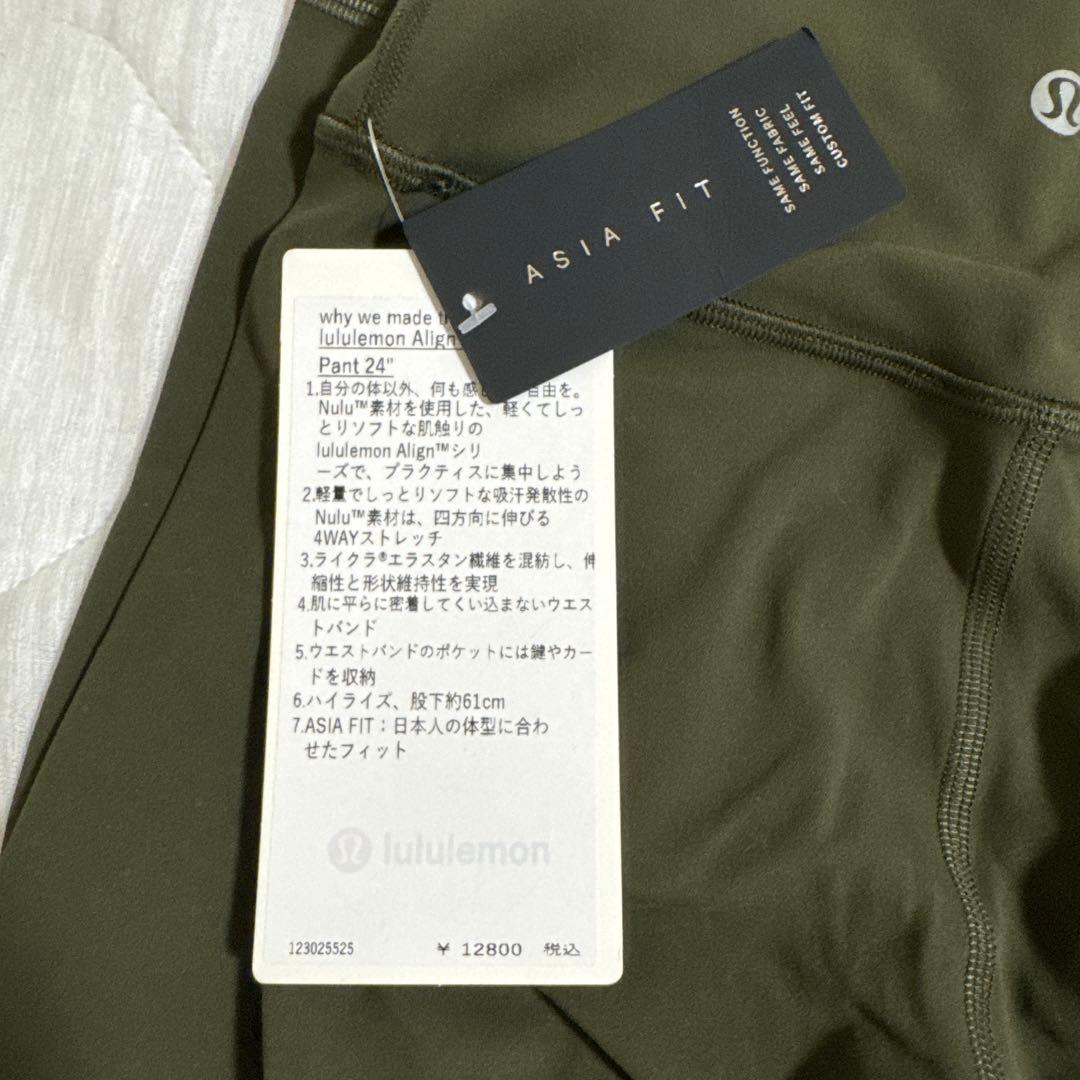 ASIA FIT
SAME FUNCTION
SAME FABRIC
SAME FEEL
CUSTOM FIT
why we made
lululemon Align
Pant 24"
1.自分の体以外、何も 自由を。
Nulu™素材を使用した、軽くてしっ
とりソフトな肌触りの
lululemon Align™シリ
ーズで、プラクティスに集中しよう
2.軽量でしっとりソフトな吸汗発散性の
Nulu™素材は、四方向に伸びる
4WAYストレッチ
3.ライクラ®エラスタン繊維を混紡し、伸
縮性と形状維持性を実現
4.肌に平らに密着してくい込まないウエス
トバンド
5.ウエストバンドのポケットには鍵やカー
ドを収納
6.ハイライズ、股下約61cm
7.ASIA FIT：日本人の体型に合わ
せたフィット
lululemon
123025525 ¥ 12800 税込